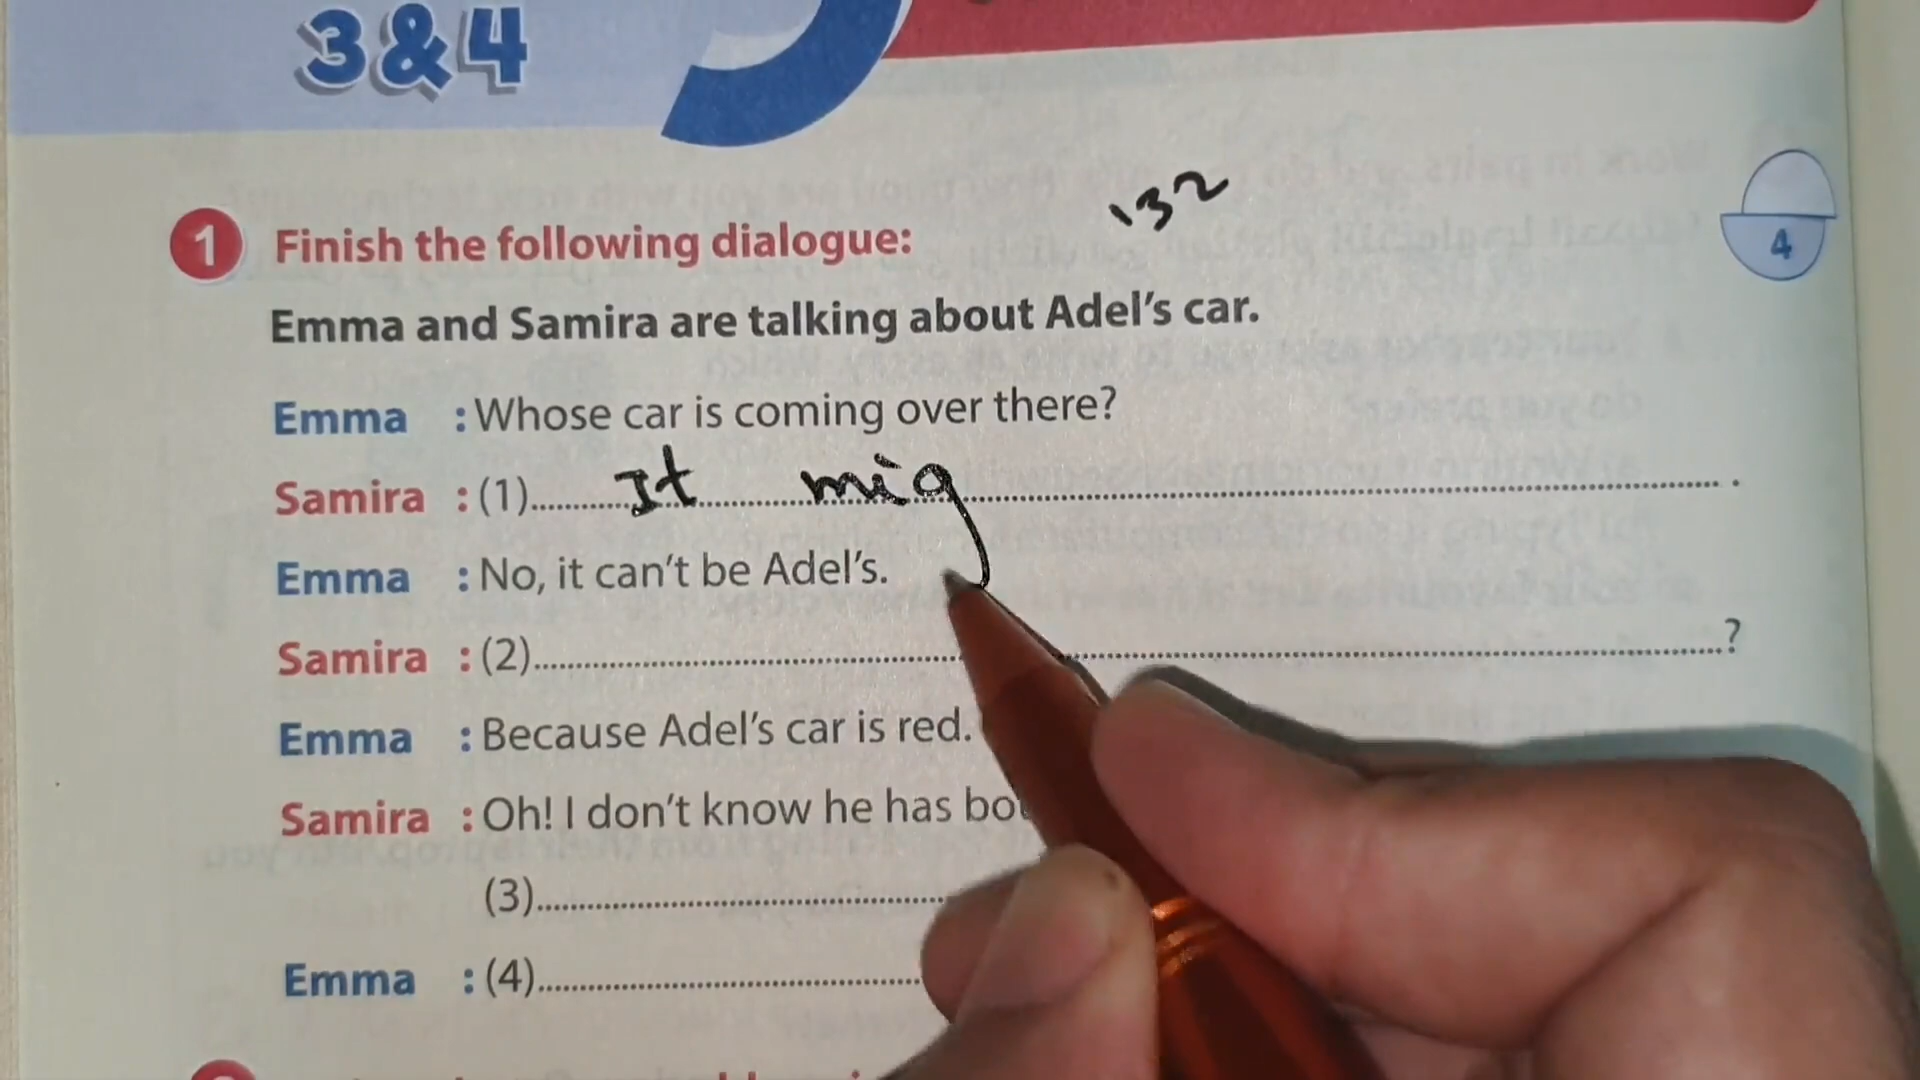 3&4
132
1 Finish the following dialogue:
4
Emma and Samira are talking about Adel's car.
Emma : Whose car is coming over there?
Samira : (1)........ It ........ mig ........ .
Emma : No, it can't be Adel's.
Samira : (2)........ ?
Emma : Because Adel's car is red.
Samira : Oh! I don't know he has
(3)........
Emma : (4)........